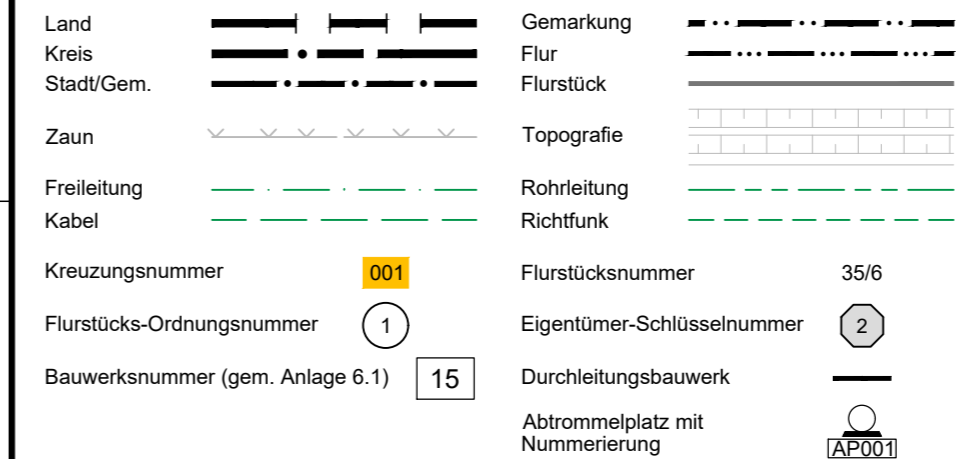 Land
Kreis
Stadt/Gem.
Zaun
Freileitung
Kabel
Kreuzungsnummer 001
Flurstücks-Ordnungsnummer 1
Bauwerksnummer (gem. Anlage 6.1) 15
Gemarkung
Flur
Flurstück
Topografie
Rohrleitung
Richtfunk
Flurstücksnummer 35/6
Eigentümer-Schlüsselnummer 2
Durchleitungsbauwerk
Abtrommelplatz mit
Nummerierung AP001